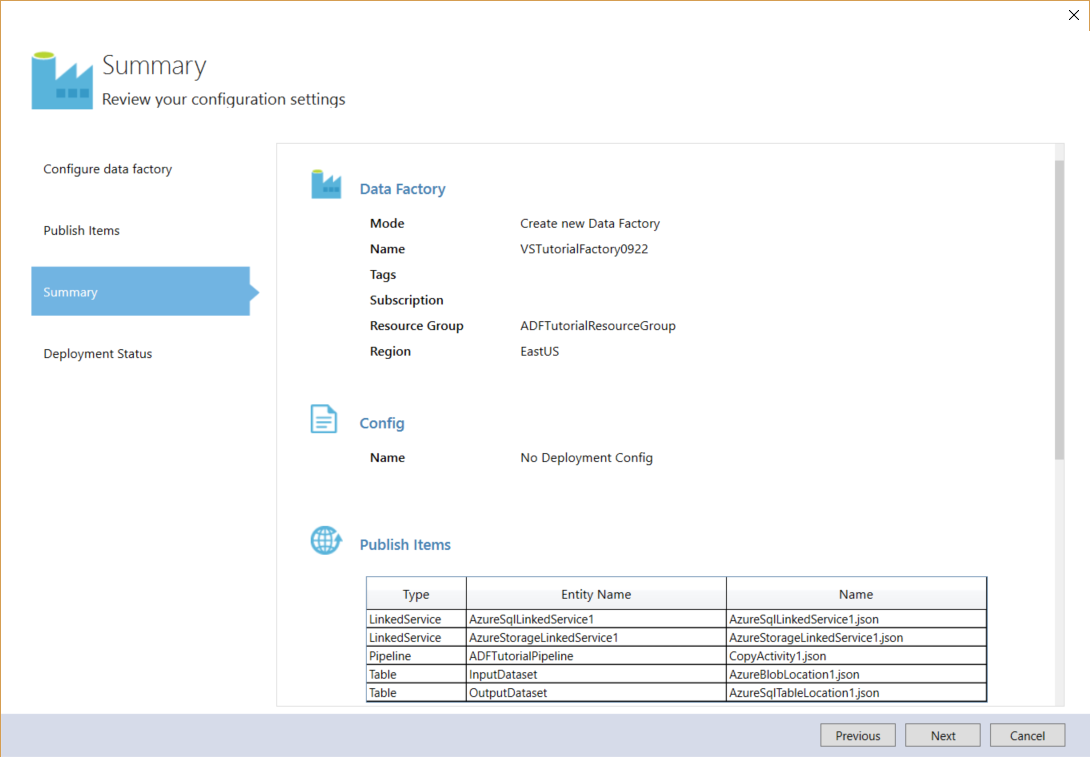 Summary
Review your configuration settings
Configure data factory
Publish Items
Summary
Deployment Status
Data Factory
Mode Create new Data Factory
Name VSTutorialFactory0922
Tags
Subscription
Resource Group ADFTutorialResourceGroup
Region EastUS
Config
Name No Deployment Config
Publish Items
Type Entity Name Name
LinkedService AzureSqlLinkedService1 AzureSqlLinkedService1.json
LinkedService AzureStorageLinkedService1 AzureStorageLinkedService1.json
Pipeline ADFTutorialPipeline CopyActivity1.json
Table InputDataset AzureBlobLocation1.json
Table OutputDataset AzureSqlTableLocation1.json
Previous Next Cancel